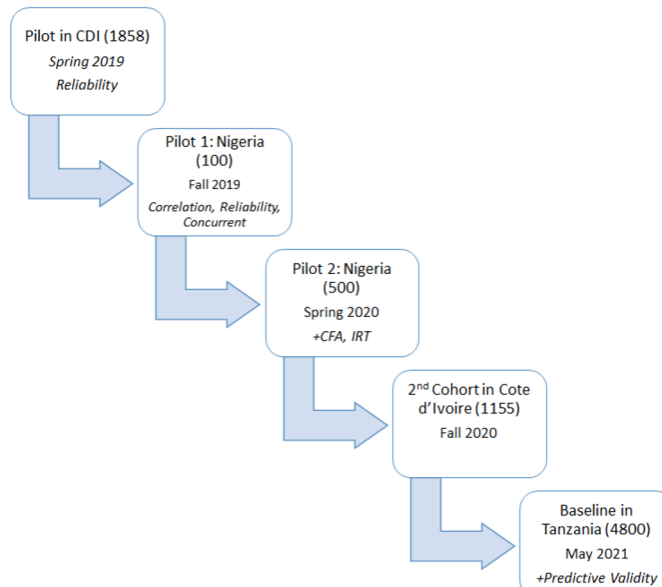 Pilot in CDI (1858)
Spring 2019
Reliability
Pilot 1: Nigeria
(100)
Fall 2019
Correlation, Reliability,
Concurrent
Pilot 2: Nigeria
(500)
Spring 2020
+CFA, IRT
2nd Cohort in Cote
d'Ivoire (1155)
Fall 2020
Baseline in
Tanzania (4800)
May 2021
+Predictive Validity